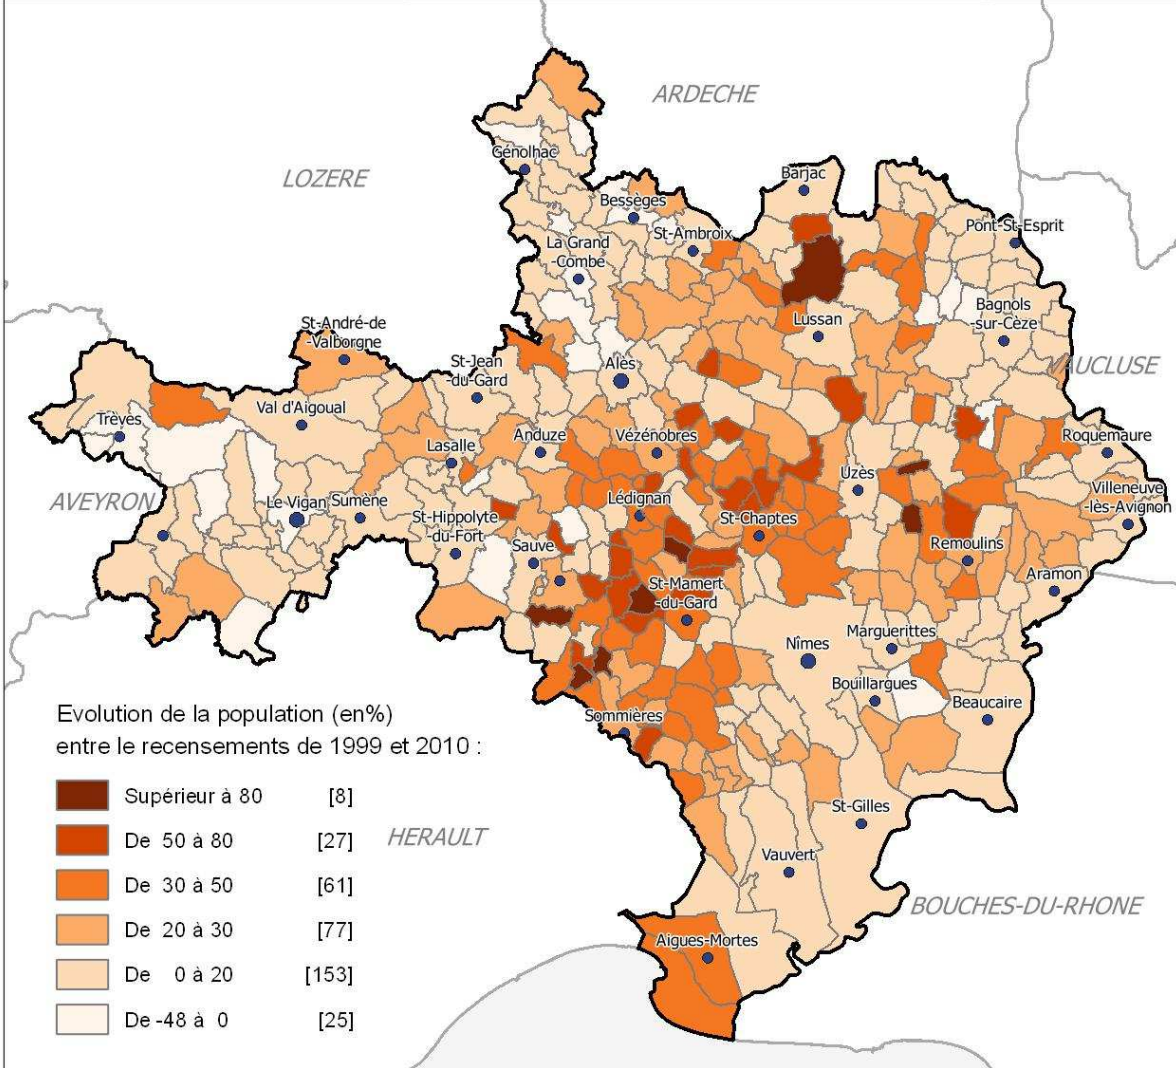 ARDECHE
Génolhac
LOZERE
Barjac
Bessèges
Pont-St-Esprit
St-Ambroix
La Grand
-Combe
Bagnols
-sur-Cèze
St-André-de
-Valborgne
Lussan
St-Jean
-du-Gard
Alès
VAUCLUSE
Trèves
Val d'Aigoual
Lasalle
Anduze
Vézénobres
Roquemaure
Uzès
AVEYRON
Le Vigan
Sumène
Lédignan
Villeneuve
-lès-Avignon
St-Hippolyte
-du-Fort
Sauve
St-Chaptes
Remoulins
St-Mamert
-du-Gard
Aramon
Nîmes
Marguerittes
Bouillargues
Beaucaire
Sommières
Evolution de la population (en%)
entre le recensements de 1999 et 2010 :
Supérieur à 80 [8]
De 50 à 80 [27]
De 30 à 50 [61]
De 20 à 30 [77]
De 0 à 20 [153]
De -48 à 0 [25]
HERAULT
St-Gilles
Vauvert
BOUCHES-DU-RHONE
Aigues-Mortes